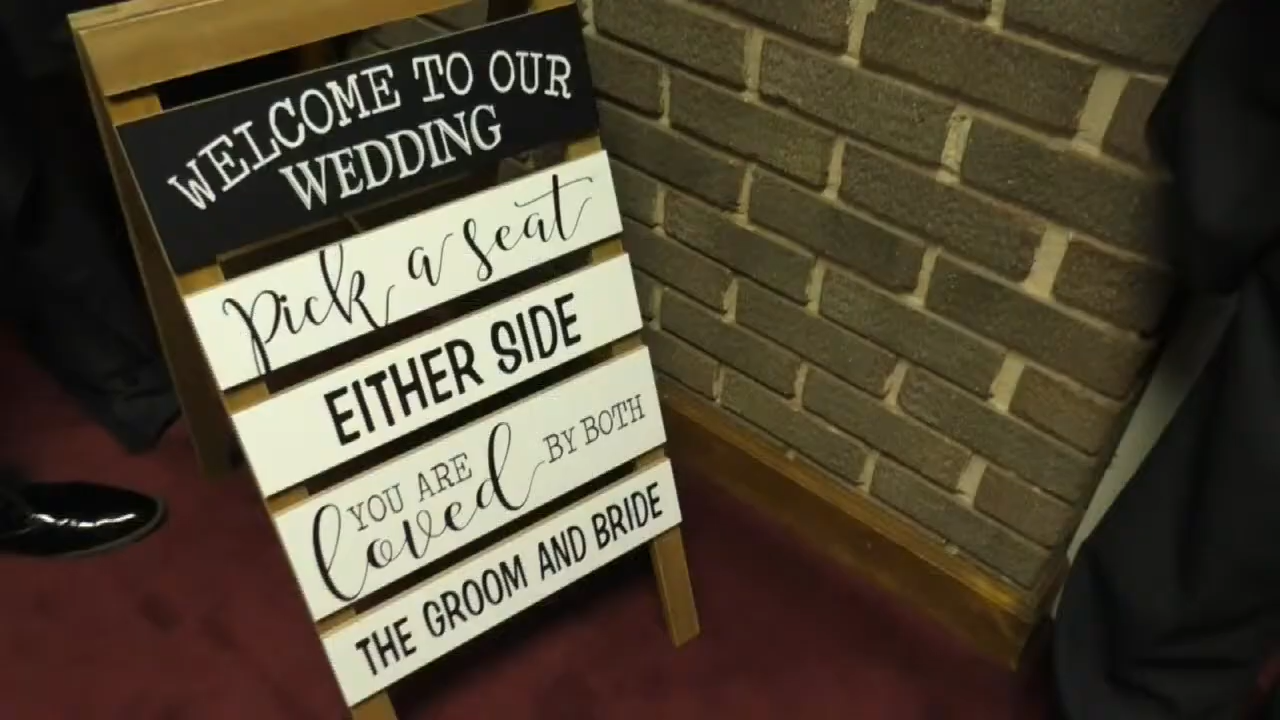 WELCOME TO OUR
WEDDING
Pick a seat
EITHER SIDE
YOU ARE loved BY BOTH
THE GROOM AND BRIDE